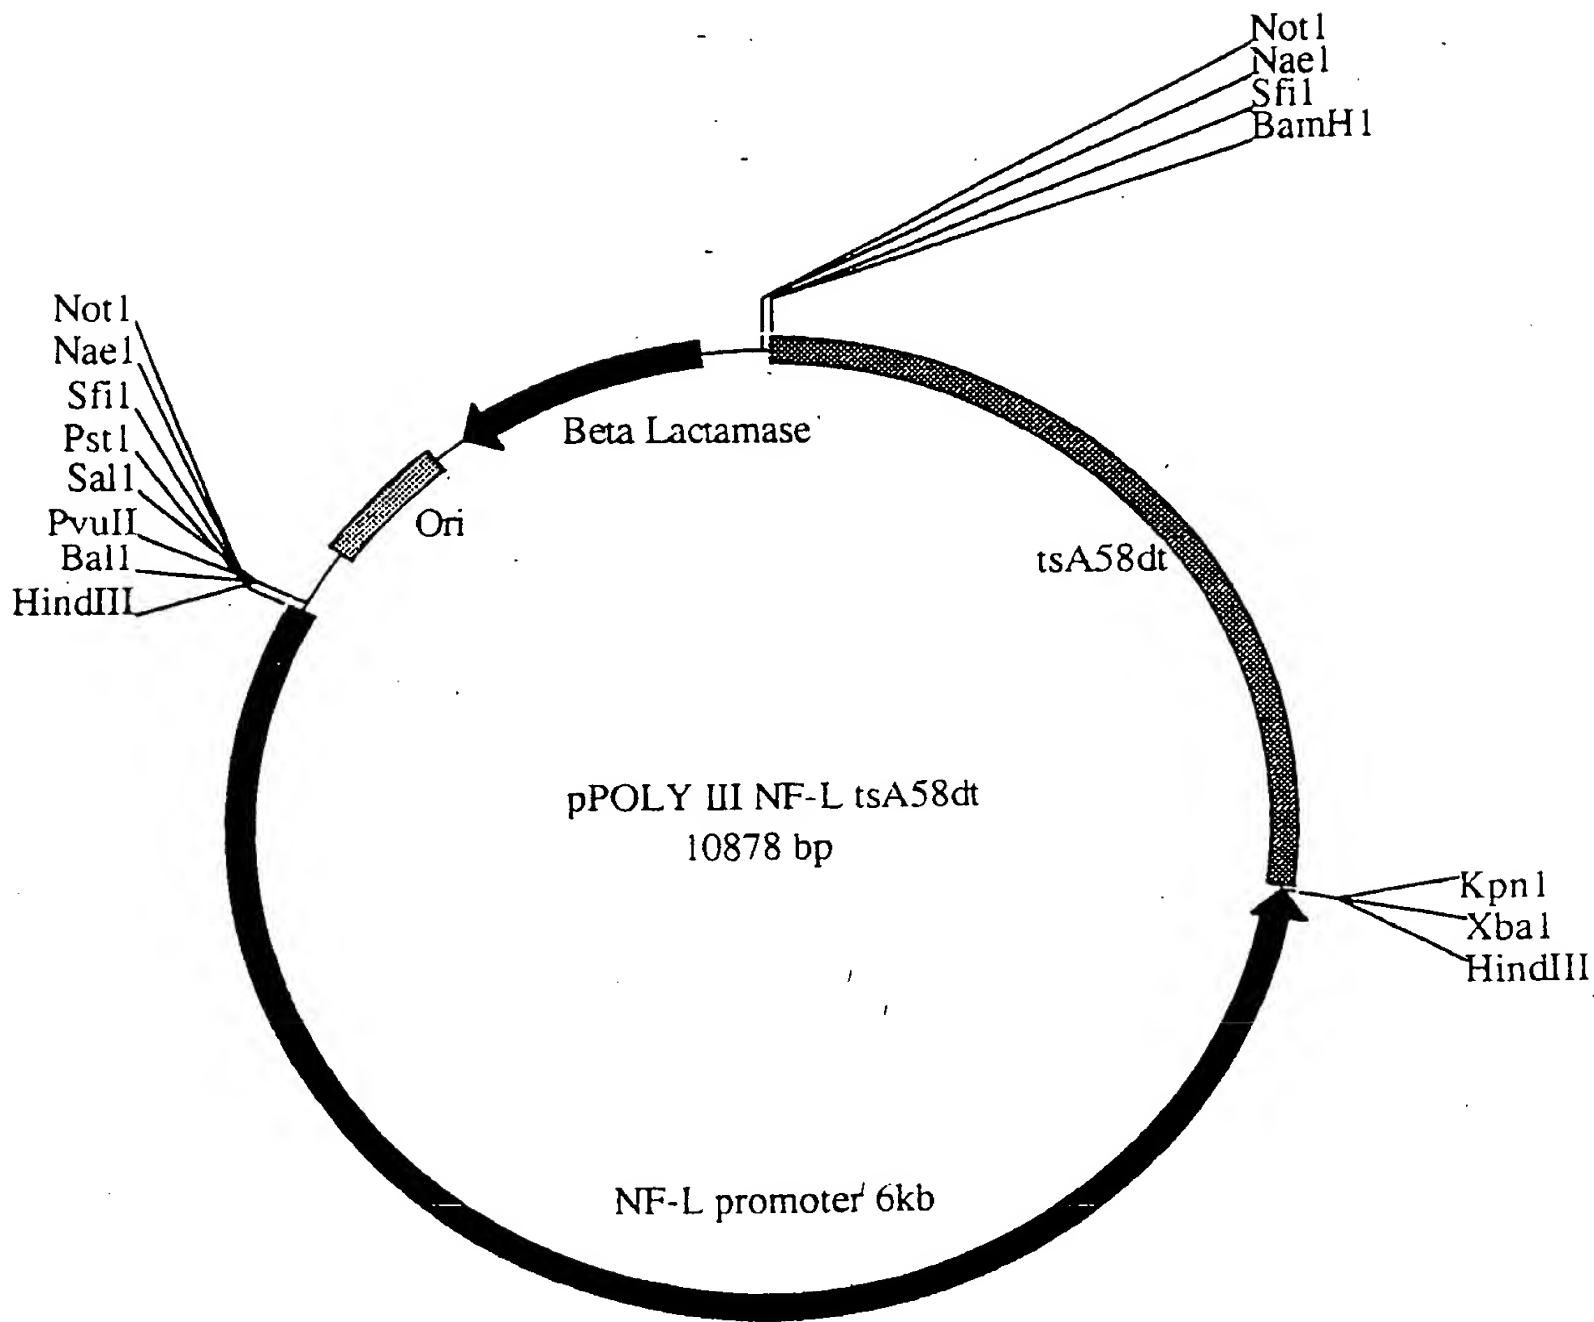 Not1
Nae1
Sfi1
BamH1
Not1
Nae1
Sfi1
Pst1
Sal1
PvuII
Bal1
HindIII
Beta Lactamase
Ori
tsA58dt
pPOLY III NF-L tsA58dt
10878 bp
Kpn1
Xba1
HindIII
NF-L promoter 6kb